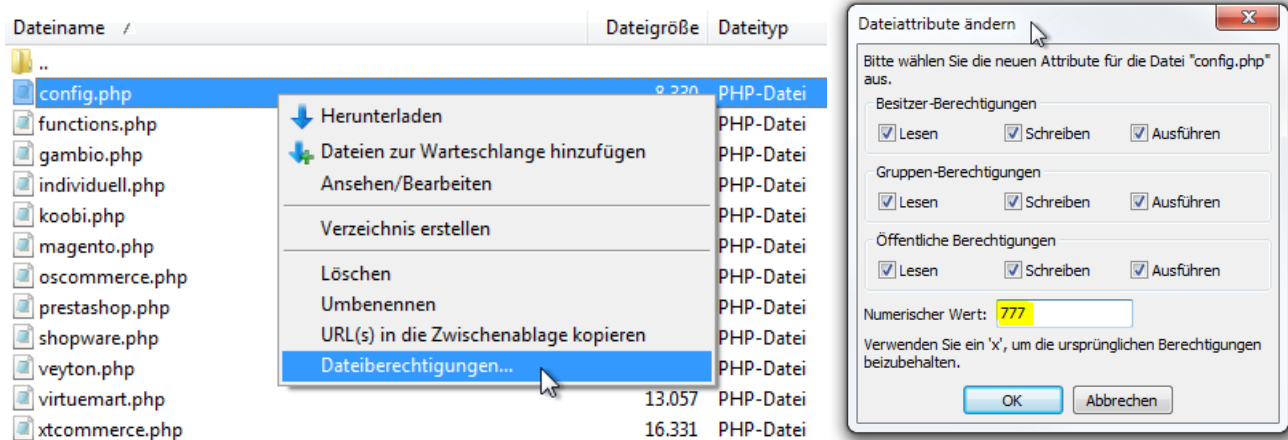 Dateiname Dateigröße Dateityp
..
config.php PHP-Datei
functions.php PHP-Datei
gambio.php PHP-Datei
individuell.php PHP-Datei
koobi.php PHP-Datei
magento.php PHP-Datei
oscommerce.php PHP-Datei
prestashop.php PHP-Datei
shopware.php PHP-Datei
veyton.php PHP-Datei
virtuemart.php 13.057 PHP-Datei
xtcommerce.php 16.331 PHP-Datei
Herunterladen
Dateien zur Warteschlange hinzufügen
Ansehen/Bearbeiten
Verzeichnis erstellen
Löschen
Umbenennen
URL(s) in die Zwischenablage kopieren
Dateiberechtigungen...
Dateiattribute ändern
Bitte wählen Sie die neuen Attribute für die Datei "config.php"
aus.
Besitzer-Berechtigungen
Lesen Schreiben Ausführen
Gruppen-Berechtigungen
Lesen Schreiben Ausführen
Öffentliche Berechtigungen
Lesen Schreiben Ausführen
Numerischer Wert: 777
Verwenden Sie ein 'x', um die ursprünglichen Berechtigungen
beizubehalten.
OK Abbrechen